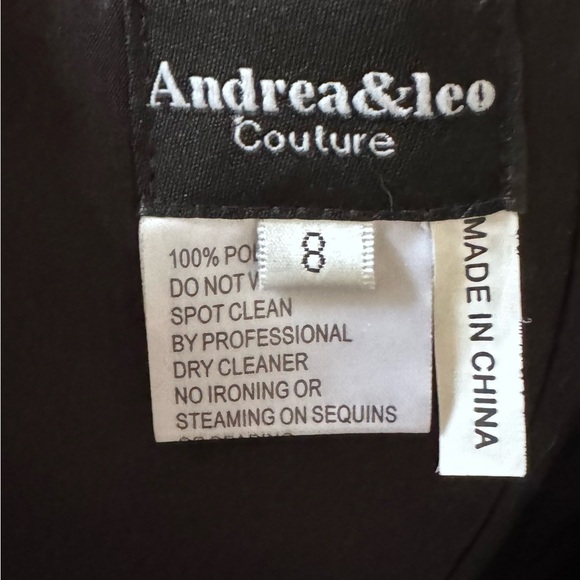 Andrea&leo
Couture
8
100%
DO NOT
SPOT CLEAN
BY PROFESSIONAL
DRY CLEANER
NO IRONING OR
STEAMING ON SEQUINS
MADE IN CHINA